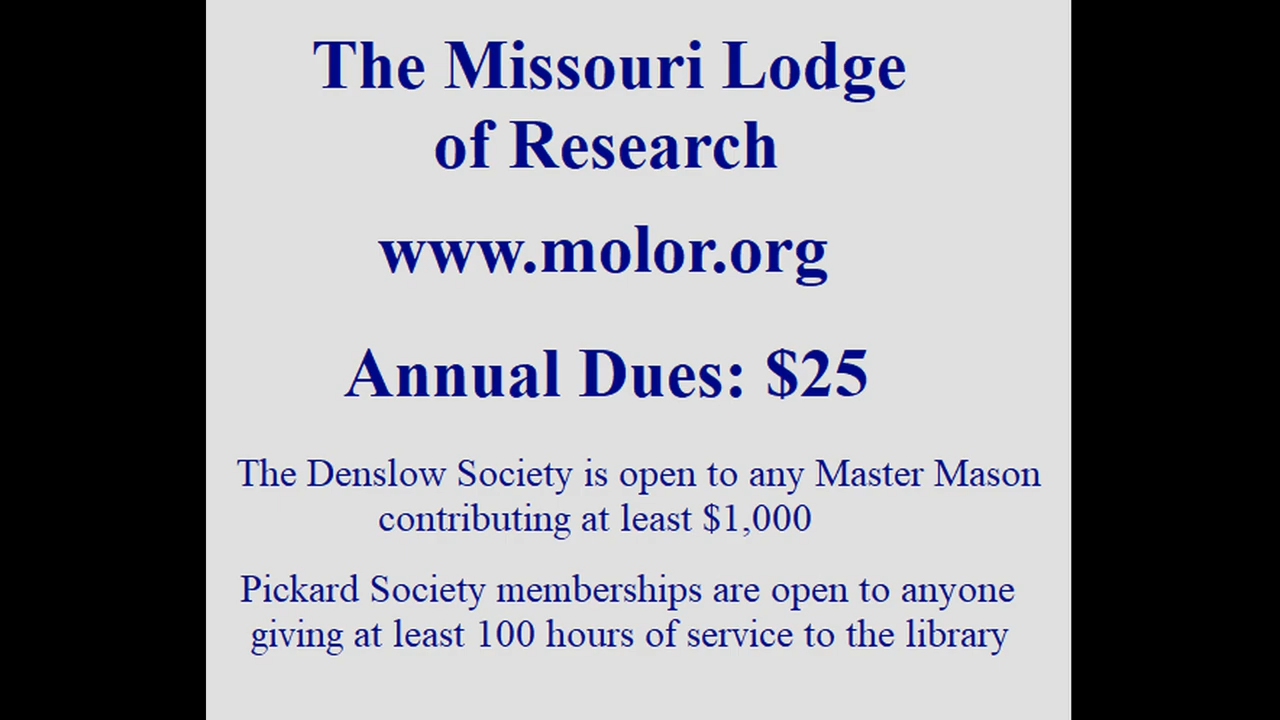 The Missouri Lodge
of Research
www.molor.org
Annual Dues: $25
The Denslow Society is open to any Master Mason
contributing at least $1,000
Pickard Society memberships are open to anyone
giving at least 100 hours of service to the library